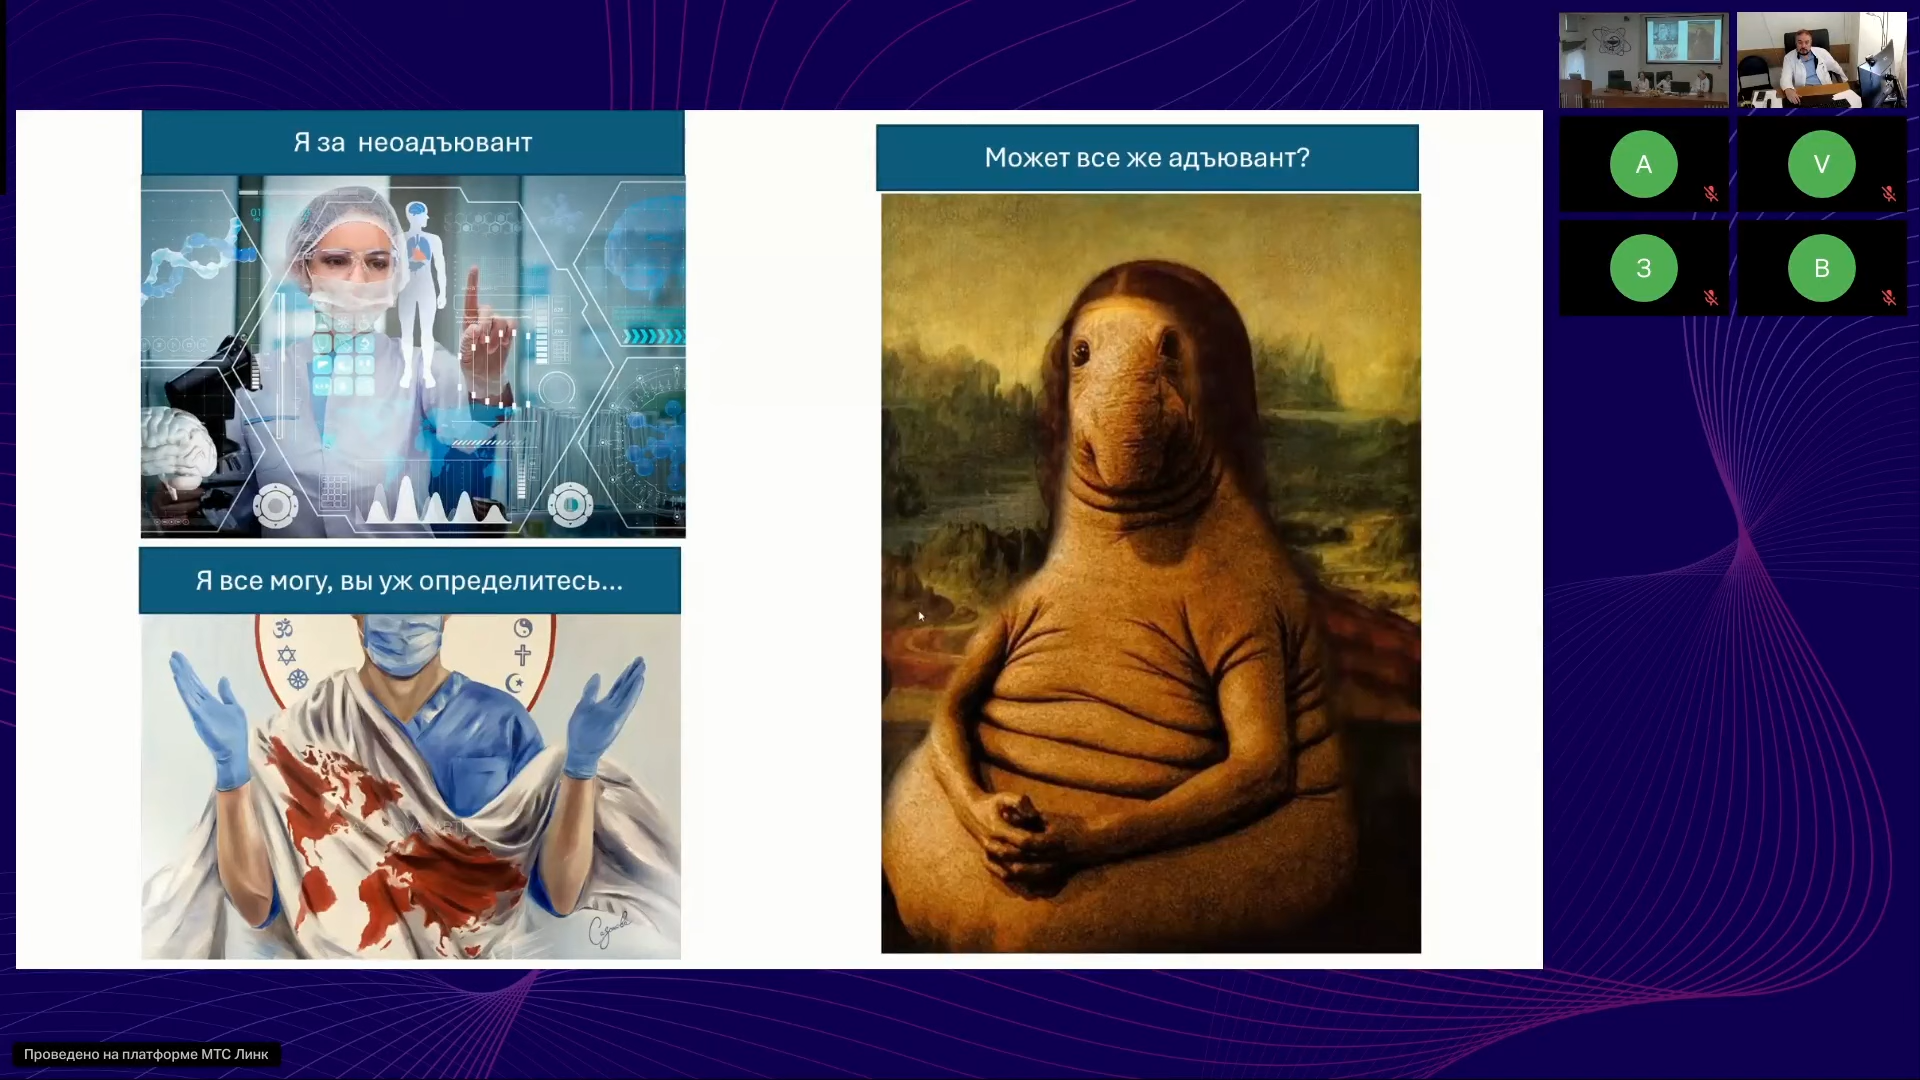 Я за неоадъювант
Может все же адъювант?
Я все могу, вы уж определитесь...
A
V
З
В
Проведено на платформе МТС Линк